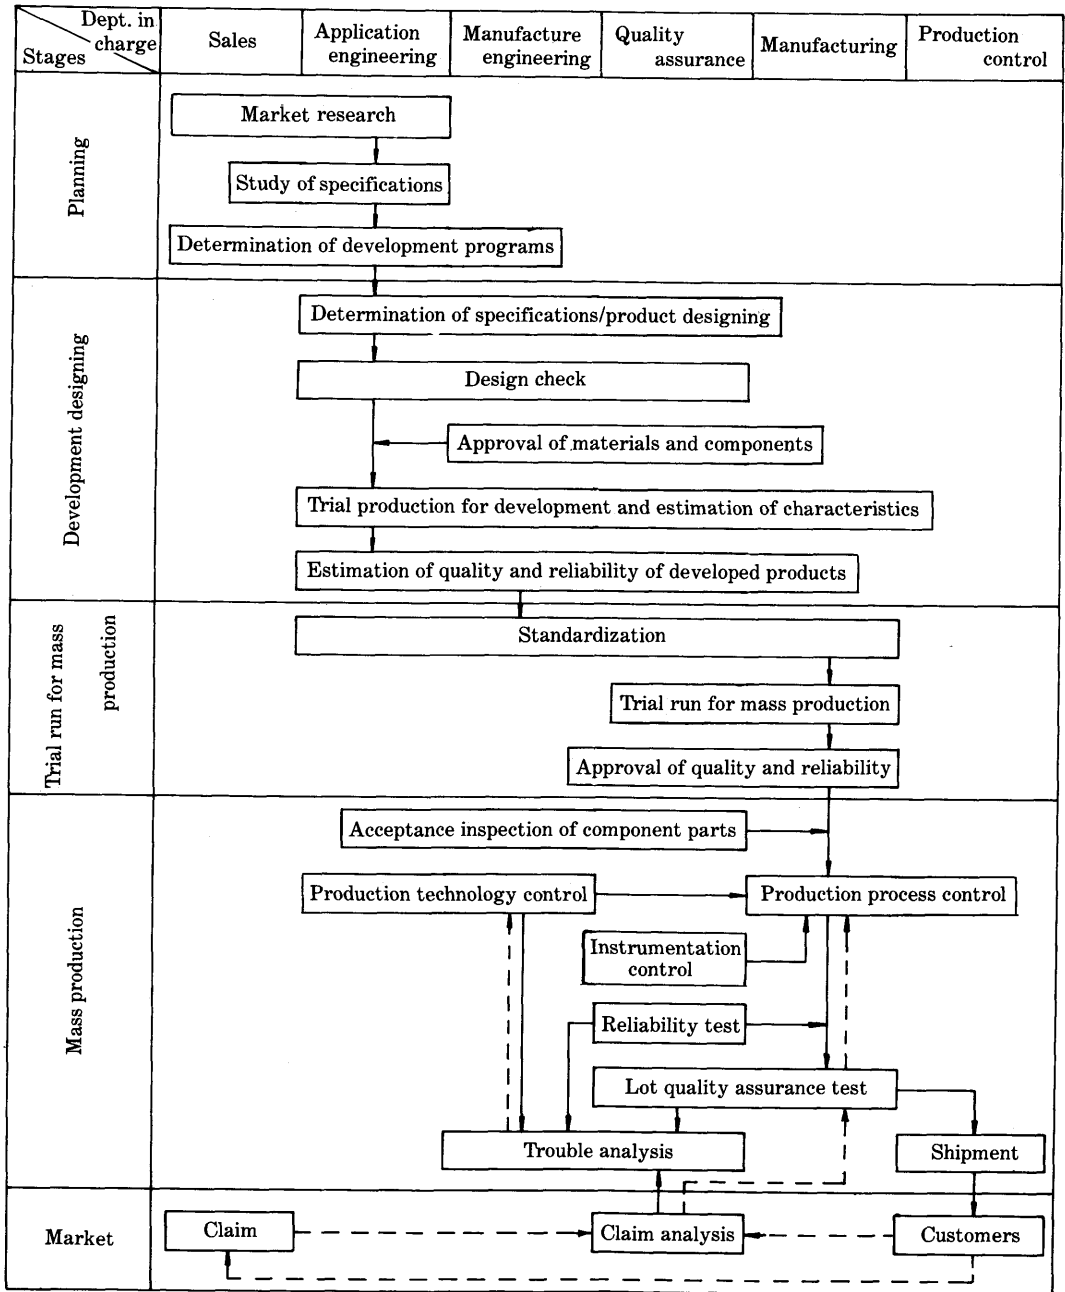 Dept. in
charge
Stages
Sales
Application
engineering
Manufacture
engineering
Quality
assurance
Manufacturing
Production
control
Planning
Market research
Study of specifications
Determination of development programs
Development designing
Determination of specifications/product designing
Design check
Approval of materials and components
Trial production for development and estimation of characteristics
Estimation of quality and reliability of developed products
Trial run for mass
production
Standardization
Trial run for mass production
Approval of quality and reliability
Mass production
Acceptance inspection of component parts
Production technology control
Production process control
Instrumentation
control
Reliability test
Lot quality assurance test
Trouble analysis
Shipment
Market
Claim
Claim analysis
Customers